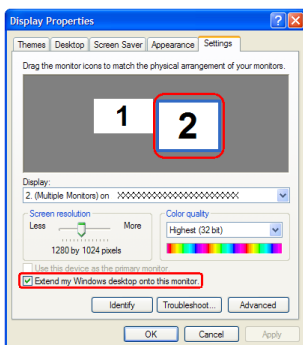 Display Properties
Themes Desktop Screen Saver Appearance Settings
Drag the monitor icons to match the physical arrangement of your monitors.
1 2
Display:
2. (Multiple Monitors) on XXXXXXXXXXXXXXXXXXXXXXX
Screen resolution Color quality
Less More Highest (32 bit)
1280 by 1024 pixels
Use this device as the primary monitor.
Extend my Windows desktop onto this monitor.
Identify Troubleshoot... Advanced
OK Cancel Apply